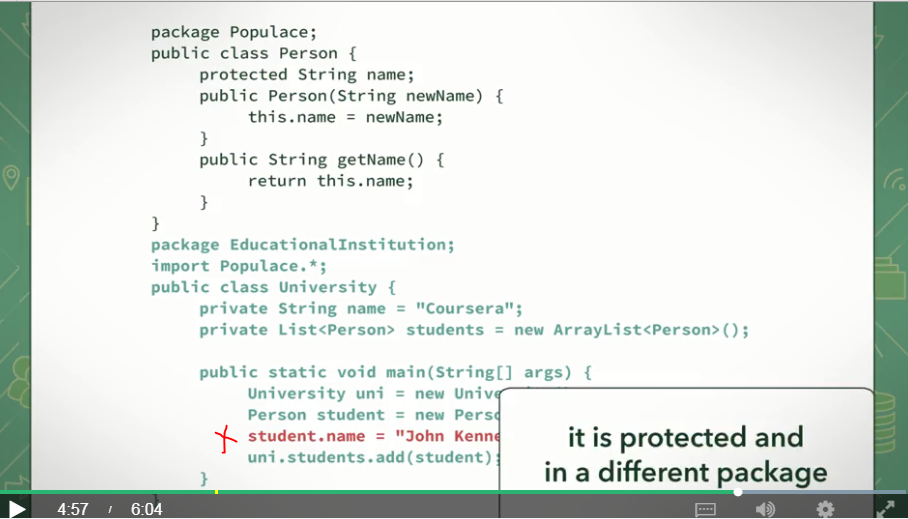 package Populace;
public class Person {
protected String name;
public Person(String newName) {
this.name = newName;
}
public String getName() {
return this.name;
}
}
package EducationalInstitution;
import Populace.*;
public class University {
private String name = "Coursera";
private List<Person> students = new ArrayList<Person>();
public static void main(String[] args) {
University uni = new Unive
Person student = new Perso
student.name = "John Kenne
uni.students.add(student);
}
it is protected and
in a different package
4:57 / 6:04